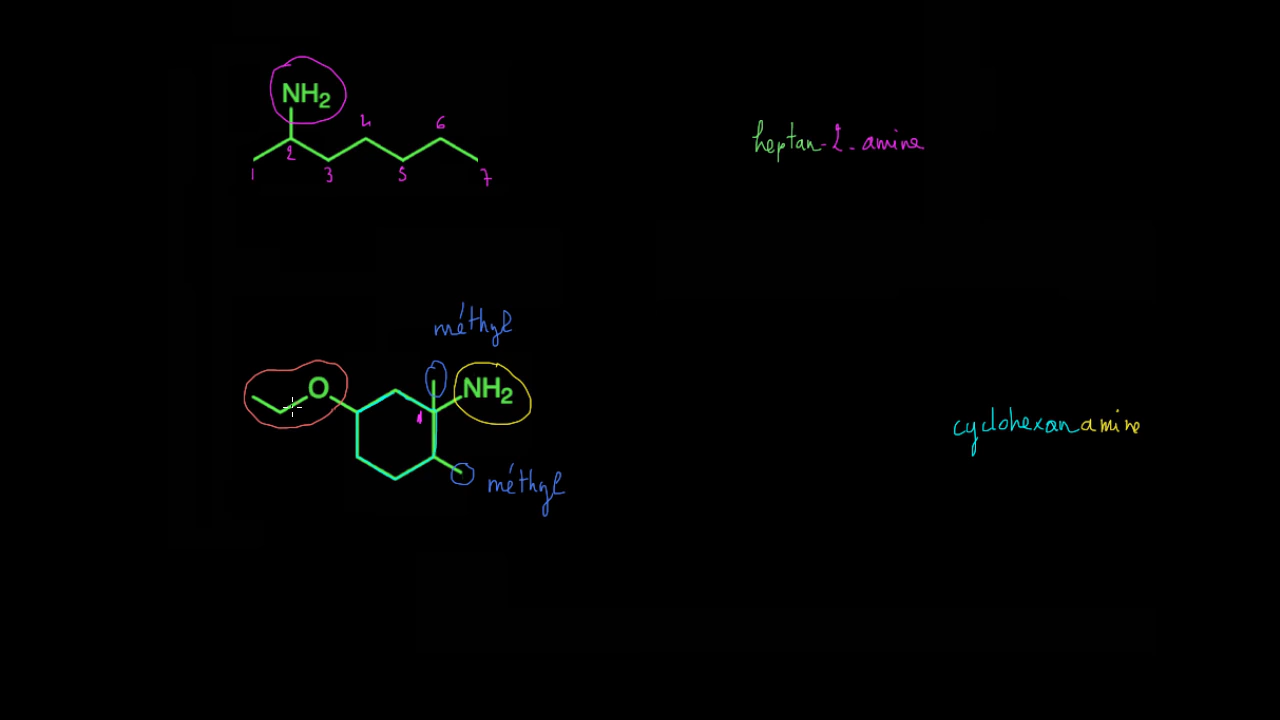 NH2
4 6
heptan-2-amine
2
1 3 5 7
méthyl
O NH2
1
cyclohexanamine
méthyl